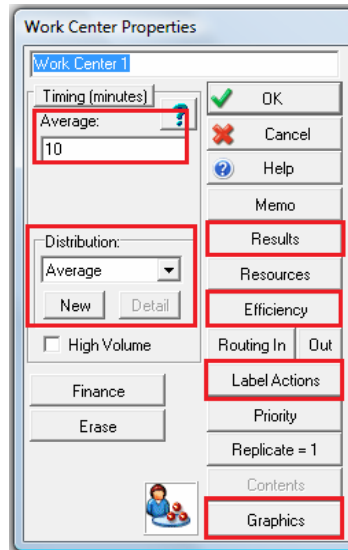 Work Center Properties
Work Center 1
Timing (minutes)
Average:
10
Distribution:
Average
New Detail
High Volume
Finance
Erase
OK
Cancel
Help
Memo
Results
Resources
Efficiency
Routing In Out
Label Actions
Priority
Replicate = 1
Contents
Graphics